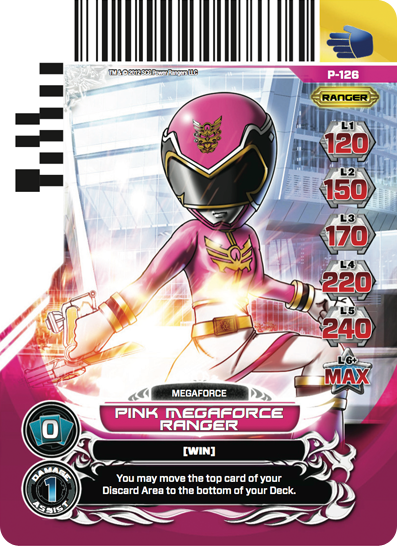 TM & © 2012 SCG Power Rangers LLC
P-126
RANGER
L1
120
L2
150
L3
170
L4
220
L5
240
L6+
MAX
MEGAFORCE
PINK MEGAFORCE
RANGER
0
[WIN]
DAMAGE
1
ASSIST
You may move the top card of your
Discard Area to the bottom of your Deck.